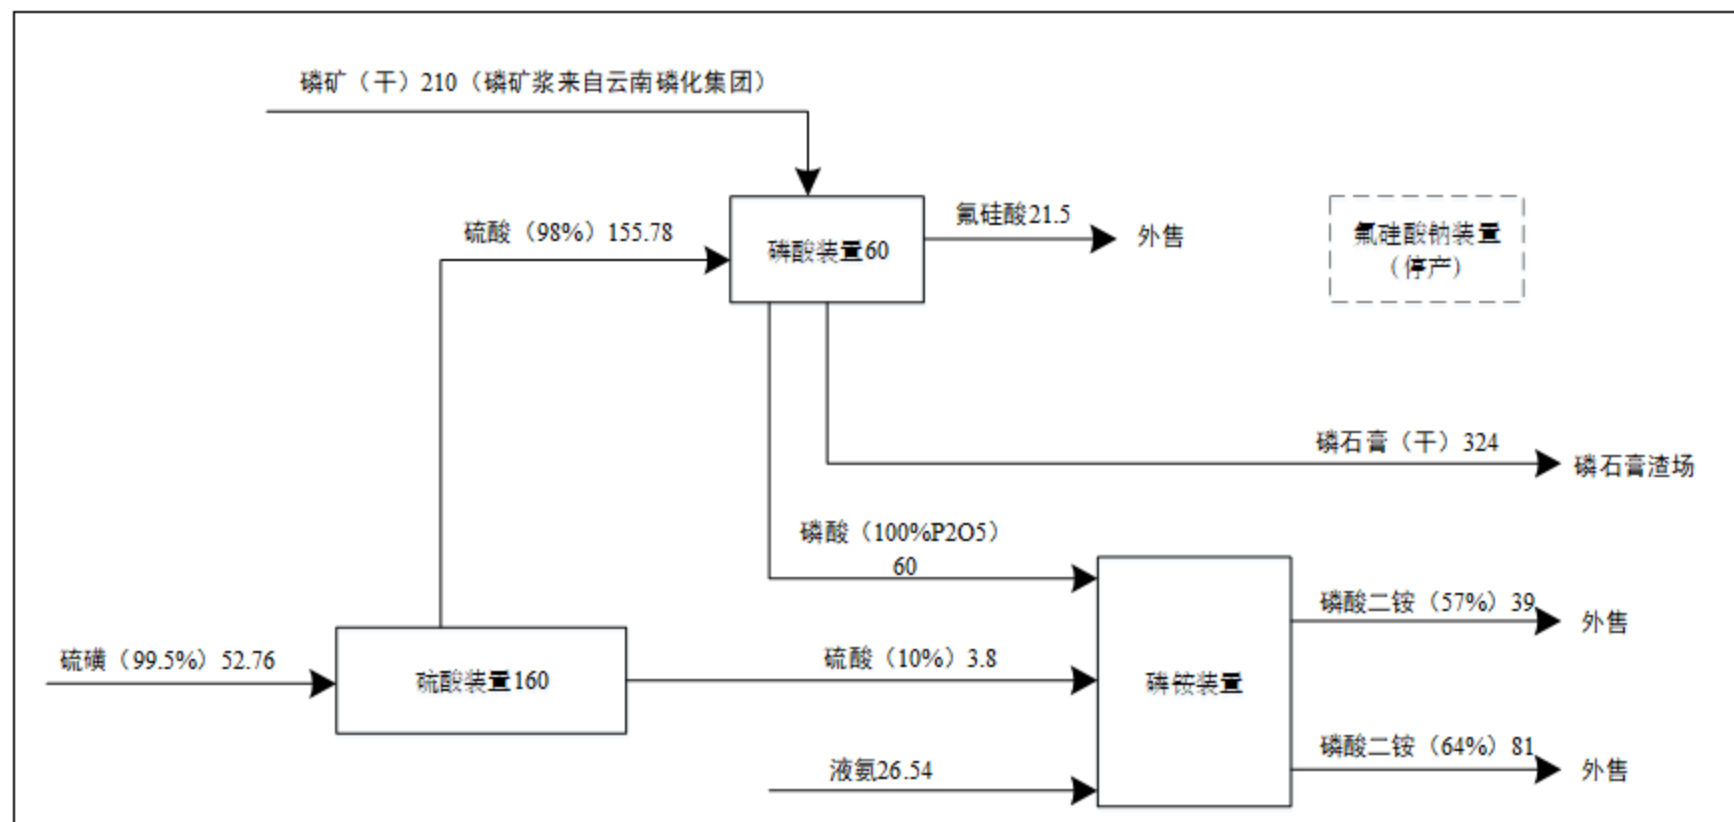 磷矿（干）210（磷矿浆来自云南磷化集团）
硫酸（98%）155.78
磷酸装置60
氟硅酸21.5
外售
氟硅酸钠装置
（停产）
磷石膏（干）324
磷石膏渣场
磷酸（100%P2O5）
60
磷酸二铵（57%）39
外售
硫磺（99.5%）52.76
硫酸装置160
硫酸（10%）3.8
磷铵装置
磷酸二铵（64%）81
外售
液氨26.54